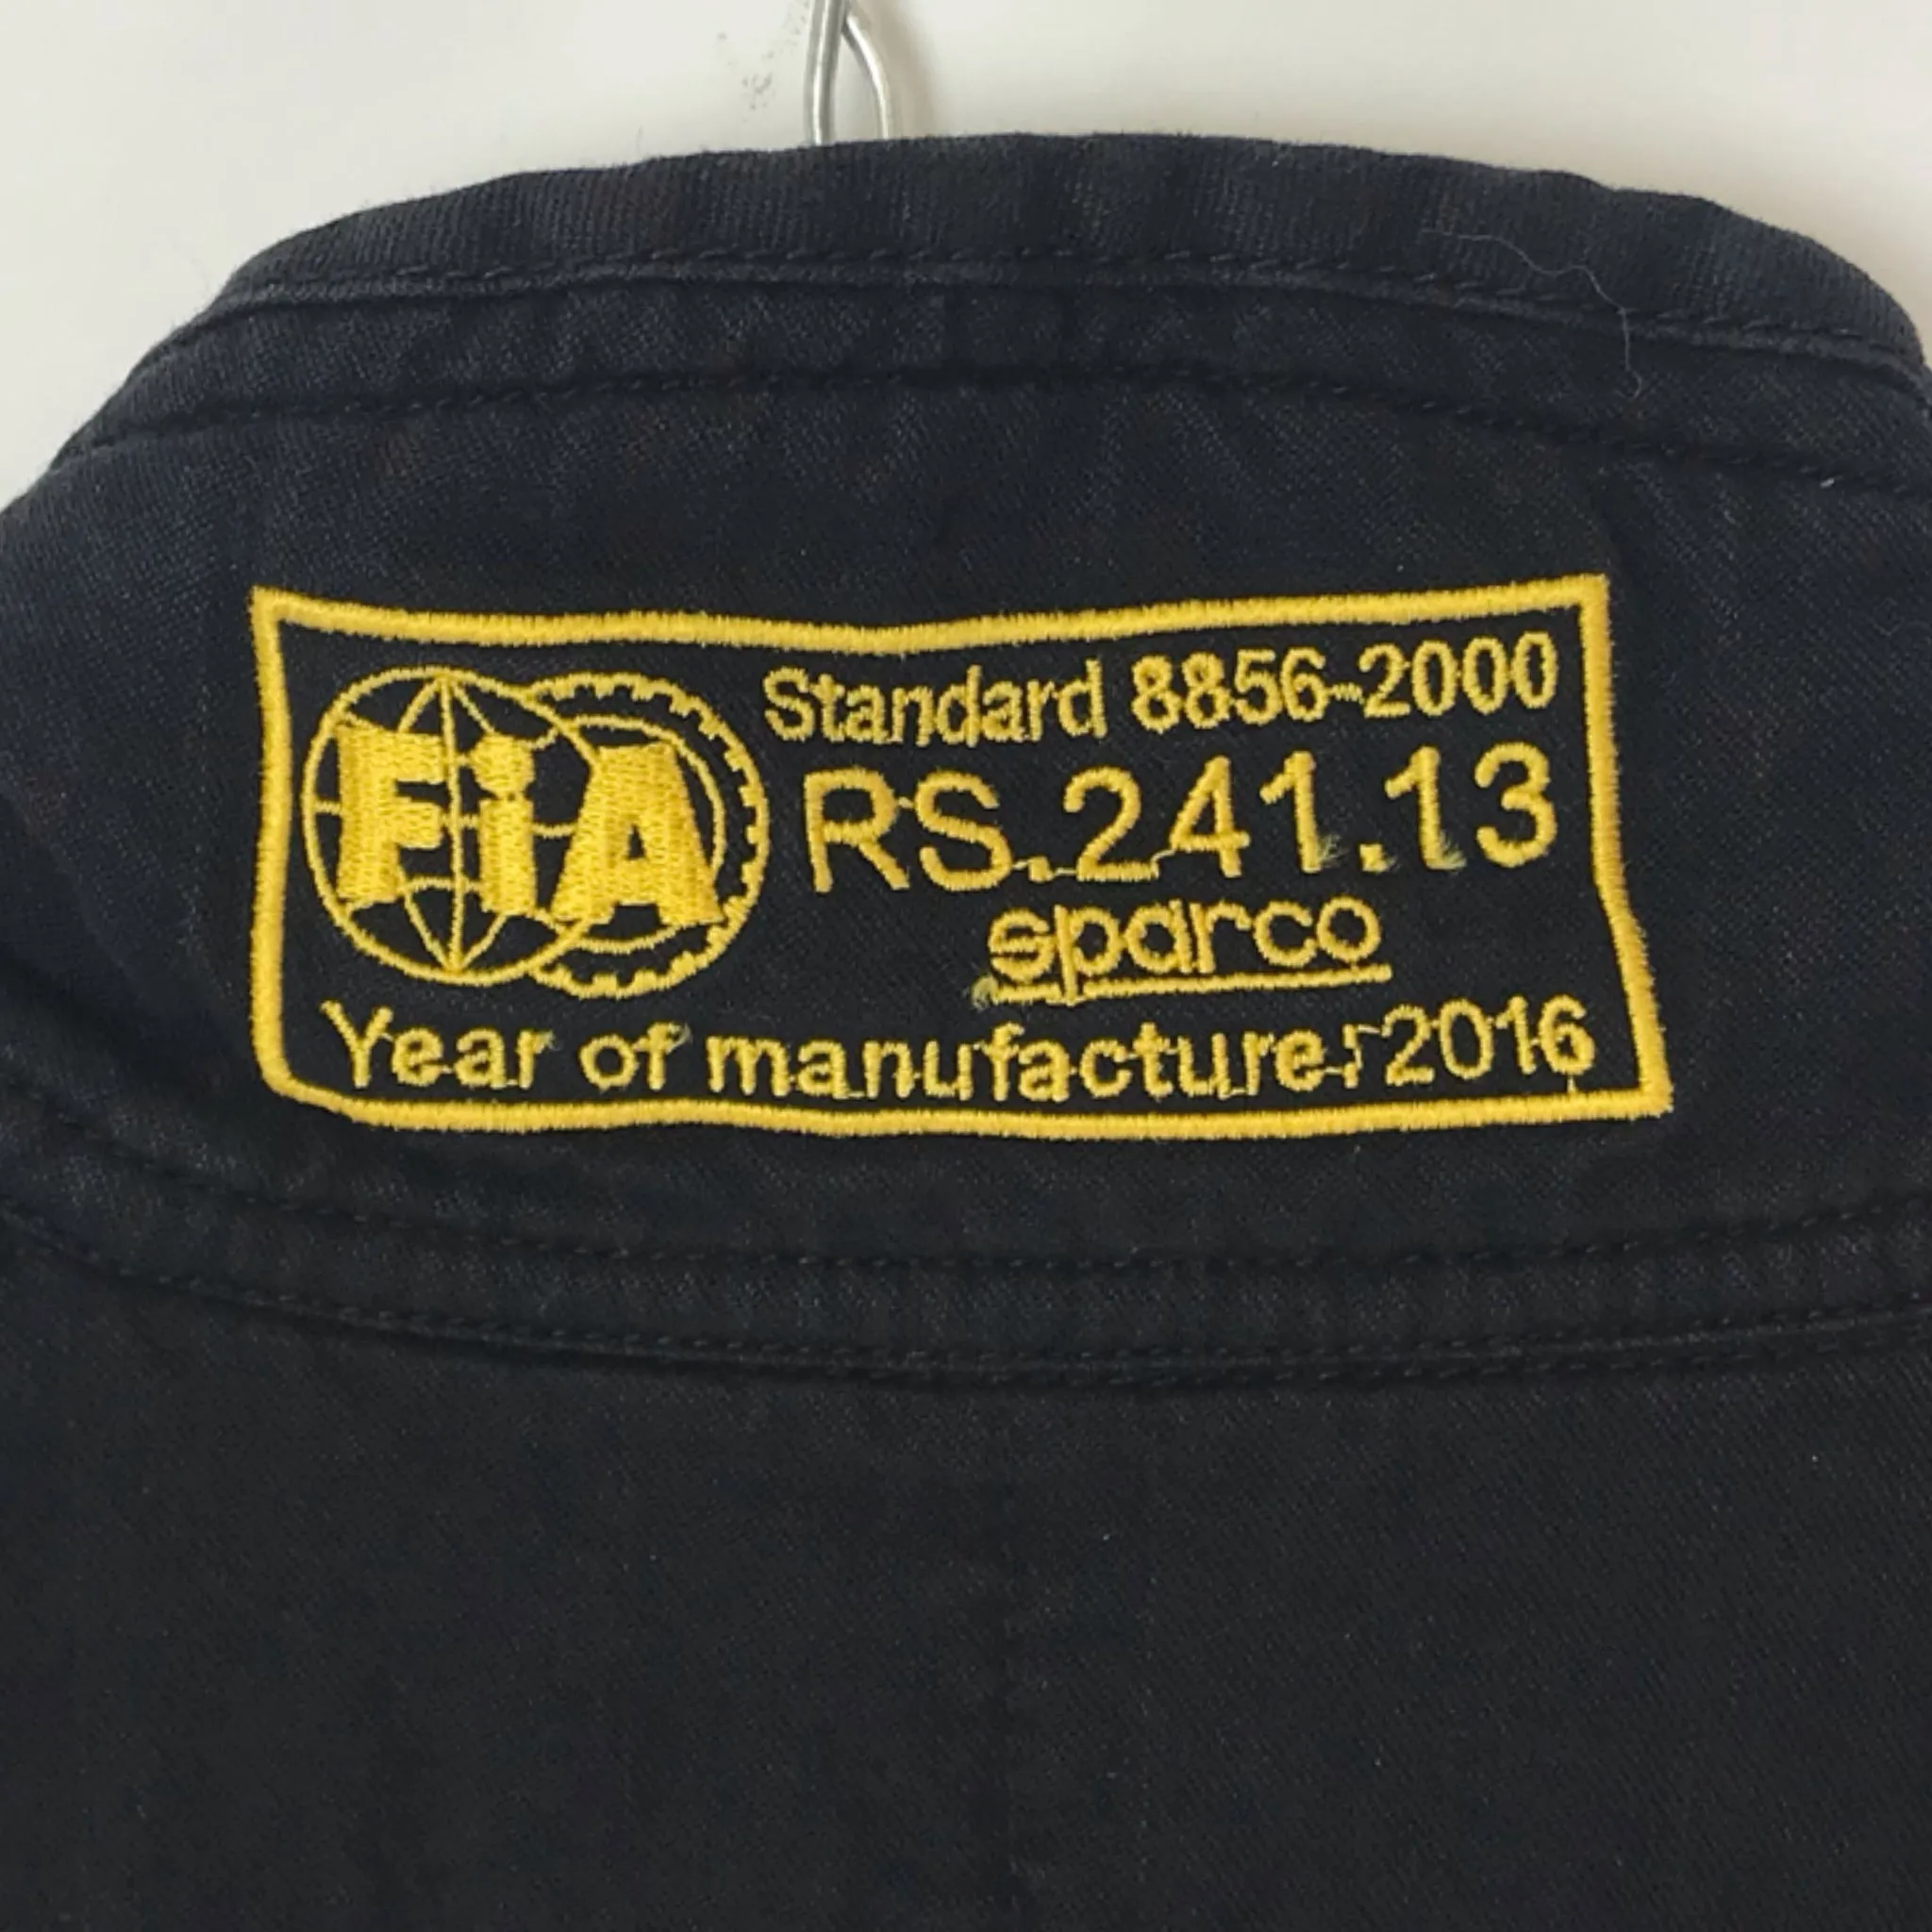 FiA
Standard 8856-2000
RS.241.13
sparco
Year of manufacture: 2016